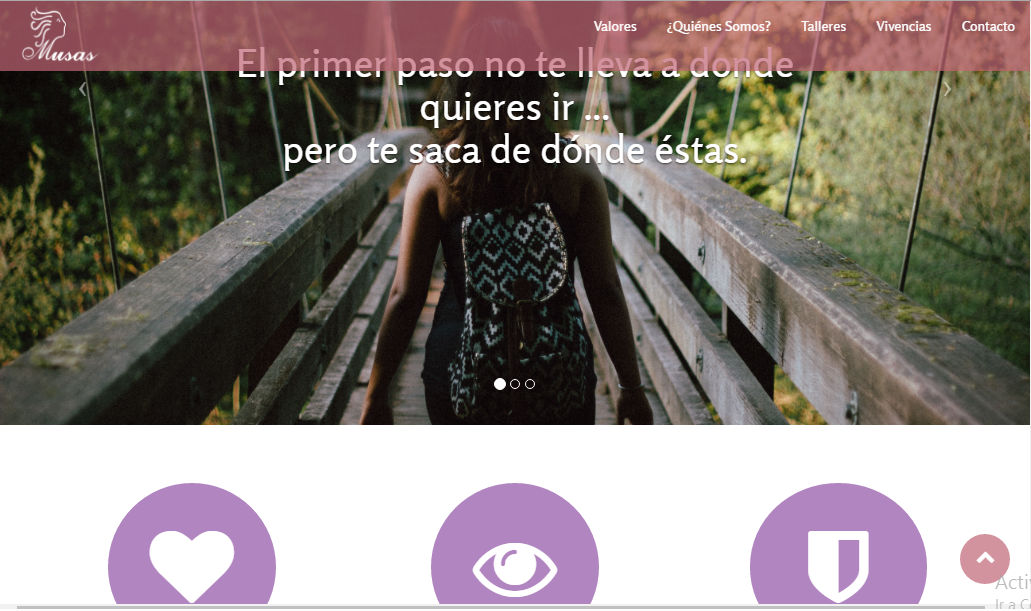 Musas
Valores ¿Quiénes Somos? Talleres Vivencias Contacto
El primer paso no te lleva a donde
quieres ir ...
pero te saca de dónde éstas.
Activ
Ir a C